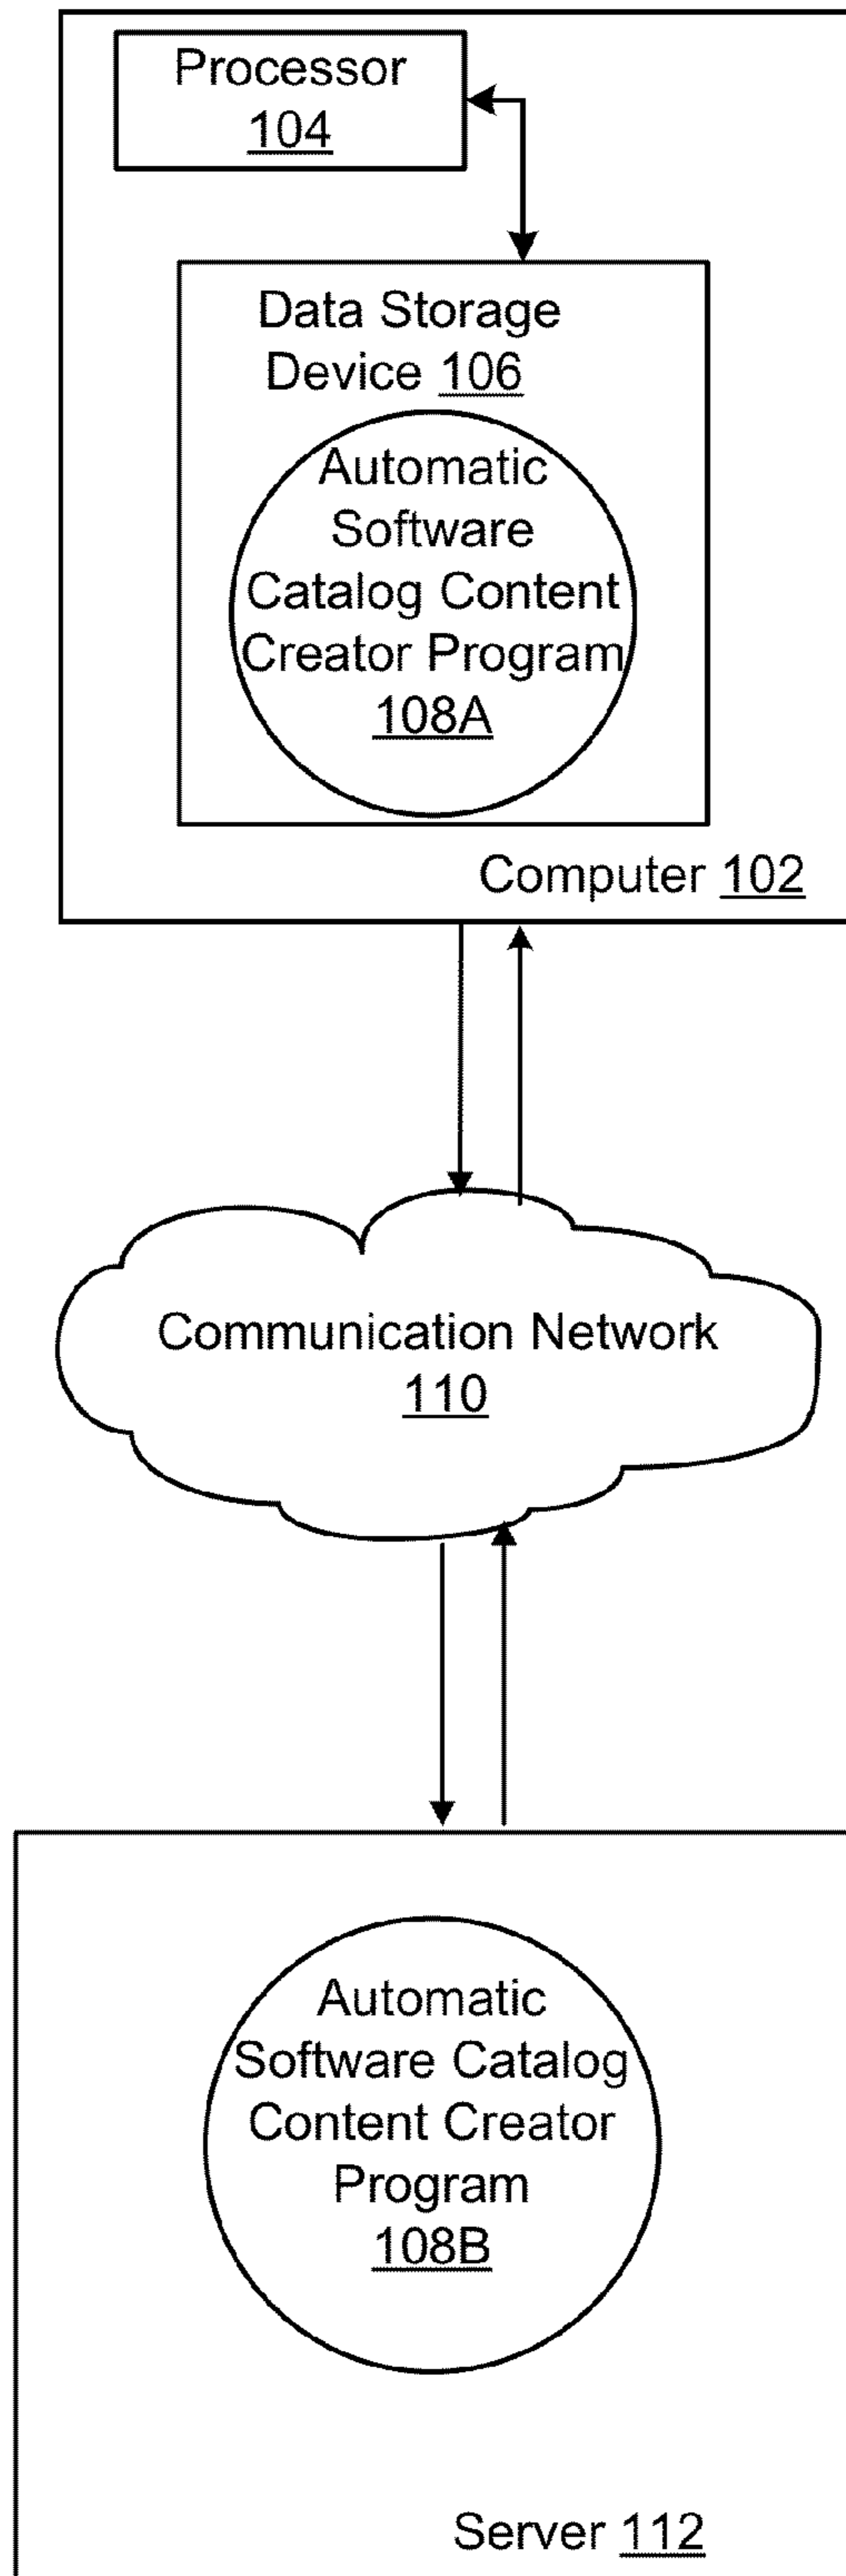 Processor
104
Data Storage
Device 106
Automatic
Software
Catalog Content
Creator Program
108A
Computer 102
Communication Network
110
Automatic
Software Catalog
Content Creator
Program
108B
Server 112